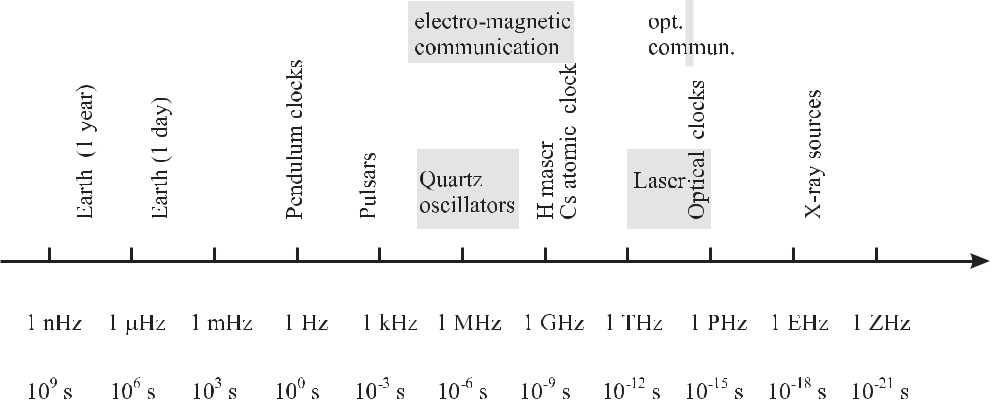 electro-magnetic
communication
opt.
commun.
Earth (1 year)
Earth (1 day)
Pendulum clocks
Pulsars
Quartz
oscillators
H maser
Cs atomic clock
Laser
Optical clocks
X-ray sources
1 nHz 1 μHz 1 mHz 1 Hz 1 kHz 1 MHz 1 GHz 1 THz 1 PHz 1 EHz 1 ZHz
10⁹ s 10⁶ s 10³ s 10⁰ s 10⁻³ s 10⁻⁶ s 10⁻⁹ s 10⁻¹² s 10⁻¹⁵ s 10⁻¹⁸ s 10⁻²¹ s